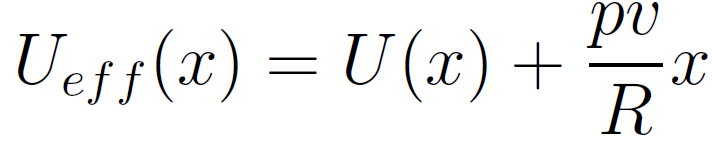 U_{eff}(x) = U(x) + \frac{pv}{R}x